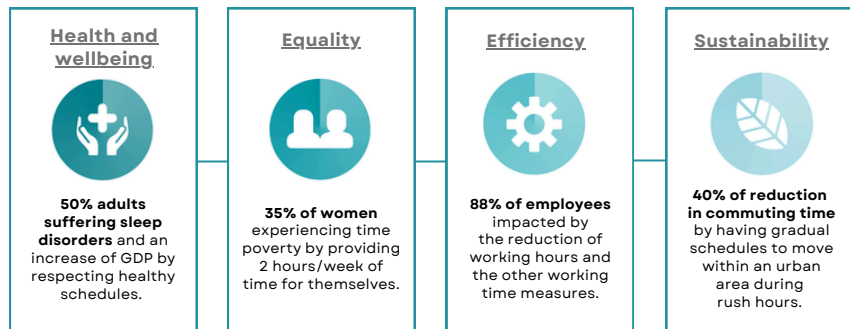 Health and
wellbeing
50% adults
suffering sleep
disorders and an
increase of GDP by
respecting healthy
schedules.
Equality
35% of women
experiencing time
poverty by providing
2 hours/week of
time for themselves.
Efficiency
88% of employees
impacted by
the reduction of
working hours and
the other working
time measures.
Sustainability
40% of reduction
in commuting time
by having gradual
schedules to move
within an urban
area during
rush hours.